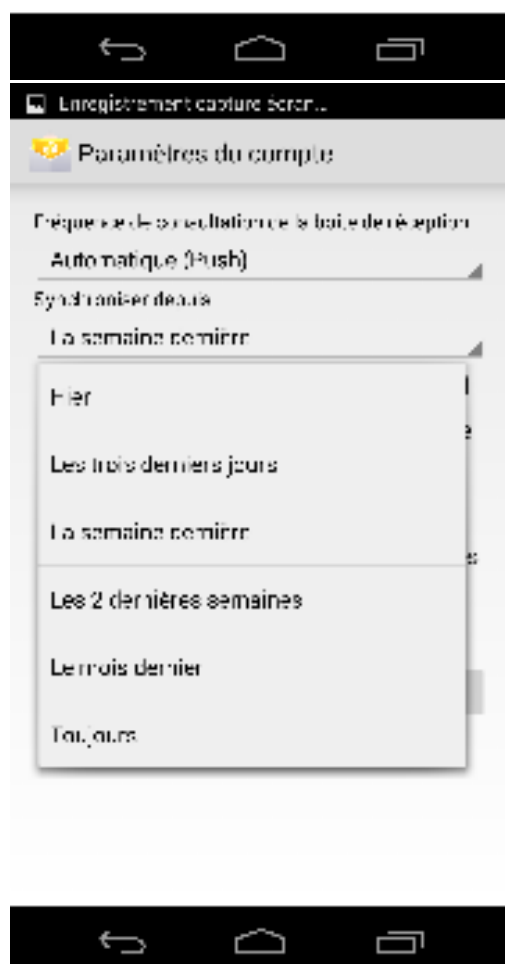 Enregistrement capture écran...
Paramètres du compte
Fréquence de consultation de la boîte de réception
Automatique (Push)
Synchroniser depuis
La semaine dernière
Hier
Les trois derniers jours
La semaine dernière
Les 2 dernières semaines
Le mois dernier
Toujours